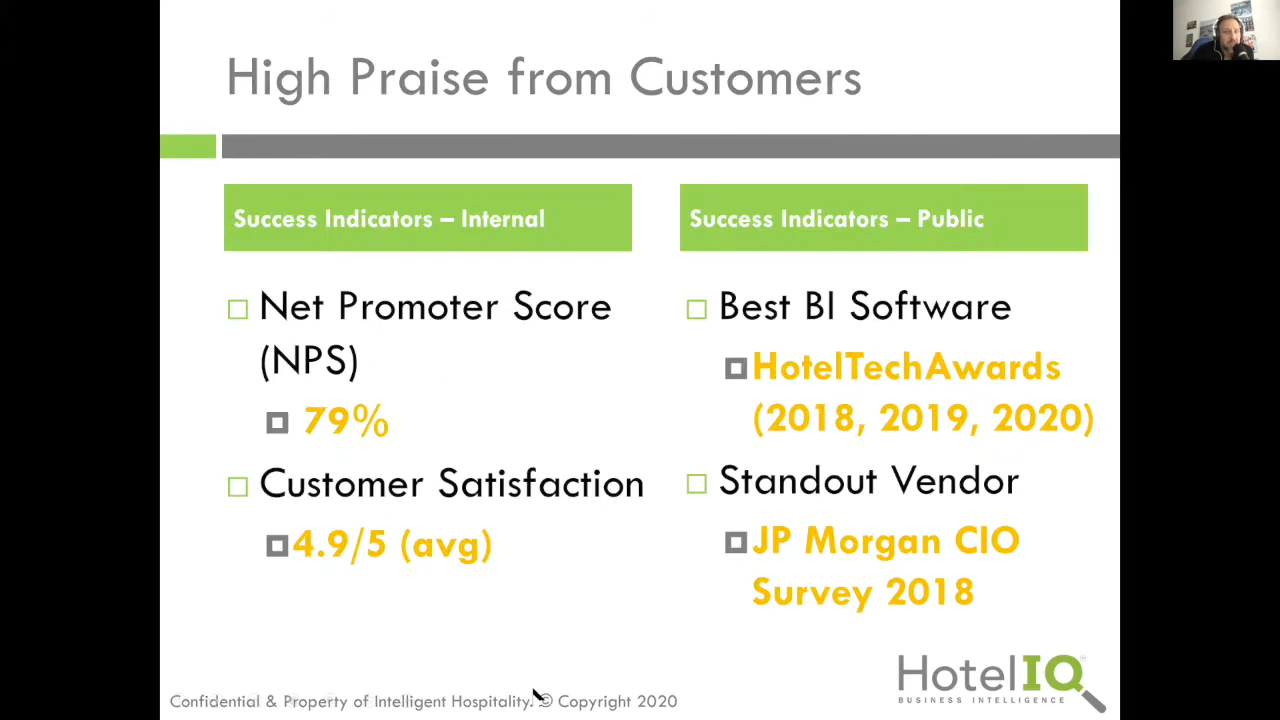 High Praise from Customers
Success Indicators – Internal
Net Promoter Score
(NPS)
79%
Customer Satisfaction
4.9/5 (avg)
Success Indicators – Public
Best BI Software
HotelTechAwards
(2018, 2019, 2020)
Standout Vendor
JP Morgan CIO
Survey 2018
Confidential & Property of Intelligent Hospitality. © Copyright 2020
HotelIQ
BUSINESS INTELLIGENCE